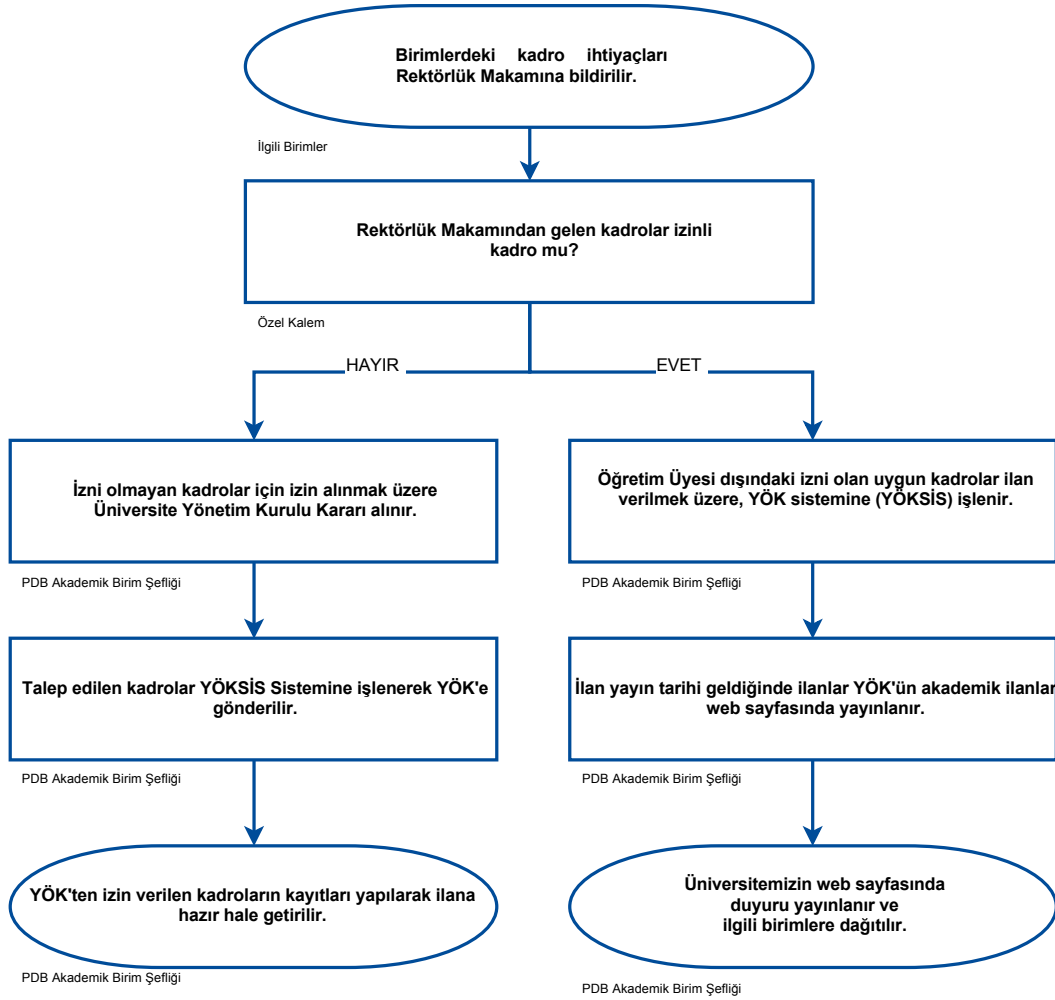 Birimlerdeki kadro ihtiyaçları
Rektörlük Makamına bildirilir.
İlgili Birimler
Rektörlük Makamından gelen kadrolar izinli
kadro mu?
Özel Kalem
HAYIR
EVET
İzni olmayan kadrolar için izin alınmak üzere
Üniversite Yönetim Kurulu Kararı alınır.
PDB Akademik Birim Şefliği
Öğretim Üyesi dışındaki izni olan uygun kadrolar ilan
verilmek üzere, YÖK sistemine (YÖKSİS) işlenir.
PDB Akademik Birim Şefliği
Talep edilen kadrolar YÖKSİS Sistemine işlenerek YÖK'e
gönderilir.
PDB Akademik Birim Şefliği
İlan yayın tarihi geldiğinde ilanlar YÖK'ün akademik ilanlar
web sayfasında yayınlanır.
PDB Akademik Birim Şefliği
YÖK'ten izin verilen kadroların kayıtları yapılarak ilana
hazır hale getirilir.
PDB Akademik Birim Şefliği
Üniversitemizin web sayfasında
duyuru yayınlanır ve
ilgili birimlere dağıtılır.
PDB Akademik Birim Şefliği